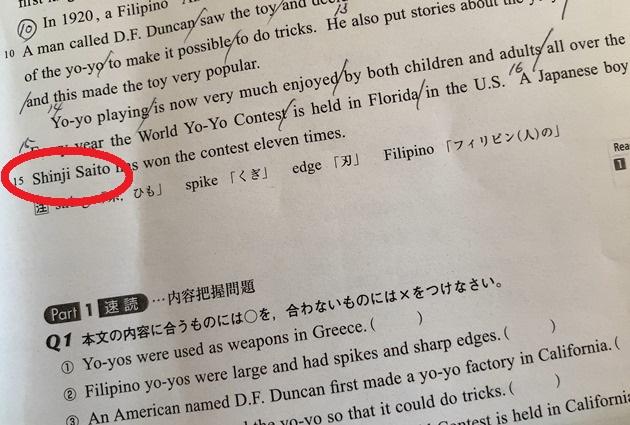 ⑩ In 1920, a Filipino
A man called D.F. Duncan saw the toy and
10 of the yo-yo to make it possible to do tricks. He also put stories about the
and this made the toy very popular.
Yo-yo playing is now very much enjoyed by both children and adults all over the
year the World Yo-Yo Contest is held in Florida in the U.S. A Japanese boy
15 Shinji Saito has won the contest eleven times.
注 ひも」 spike「くぎ」 edge「刃」 Filipino「フィリピン(人)の」
Rea
1
Part 1 速読 …内容把握問題
Q1 本文の内容に合うものには○を，合わないものには×をつけなさい。
① Yo-yos were used as weapons in Greece. ( )
② Filipino yo-yos were large and had spikes and sharp edges. ( )
③ An American named D.F. Duncan first made a yo-yo factory in California. (
the yo-yo so that it could do tricks. ( )
Contest is held in California